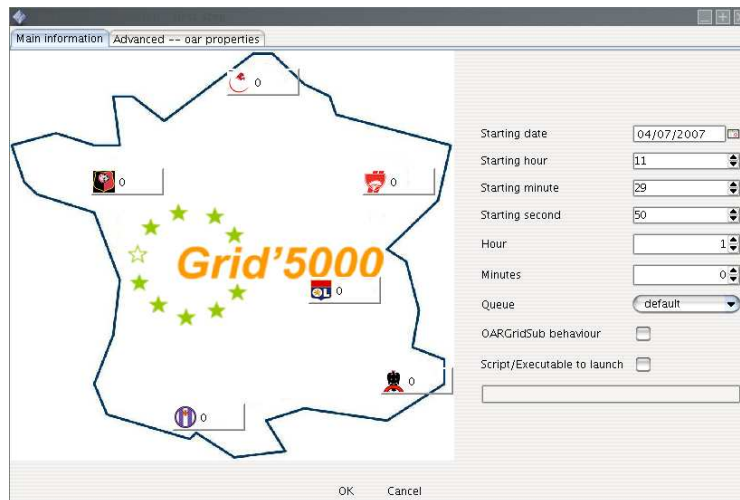 Main information Advanced -- oar properties
0
0
0
Grid'5000
0
0
0
Starting date 04/07/2007
Starting hour 11
Starting minute 29
Starting second 50
Hour 1
Minutes 0
Queue default
OARGridSub behaviour
Script/Executable to launch
OK Cancel